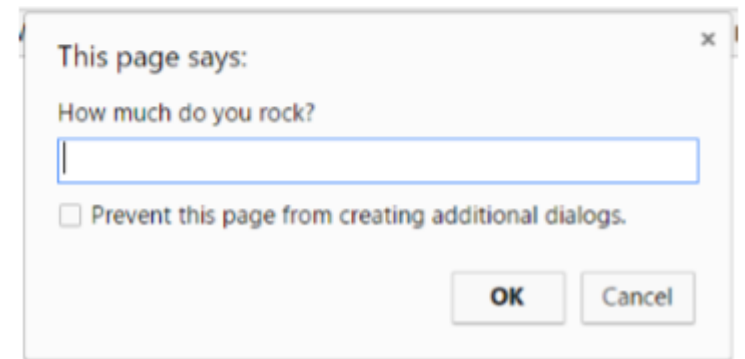 This page says:
How much do you rock?
Prevent this page from creating additional dialogs.
OK Cancel